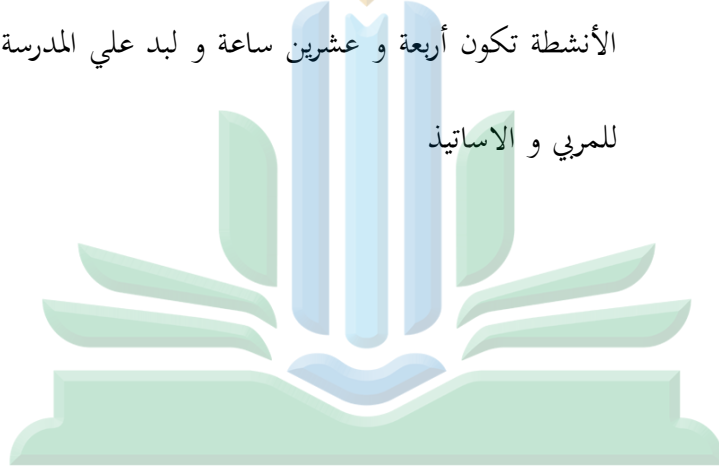 الأنشطة تكون أربعة و عشرين ساعة و لبد علي المدرسة
للمربي و الاساتيذ